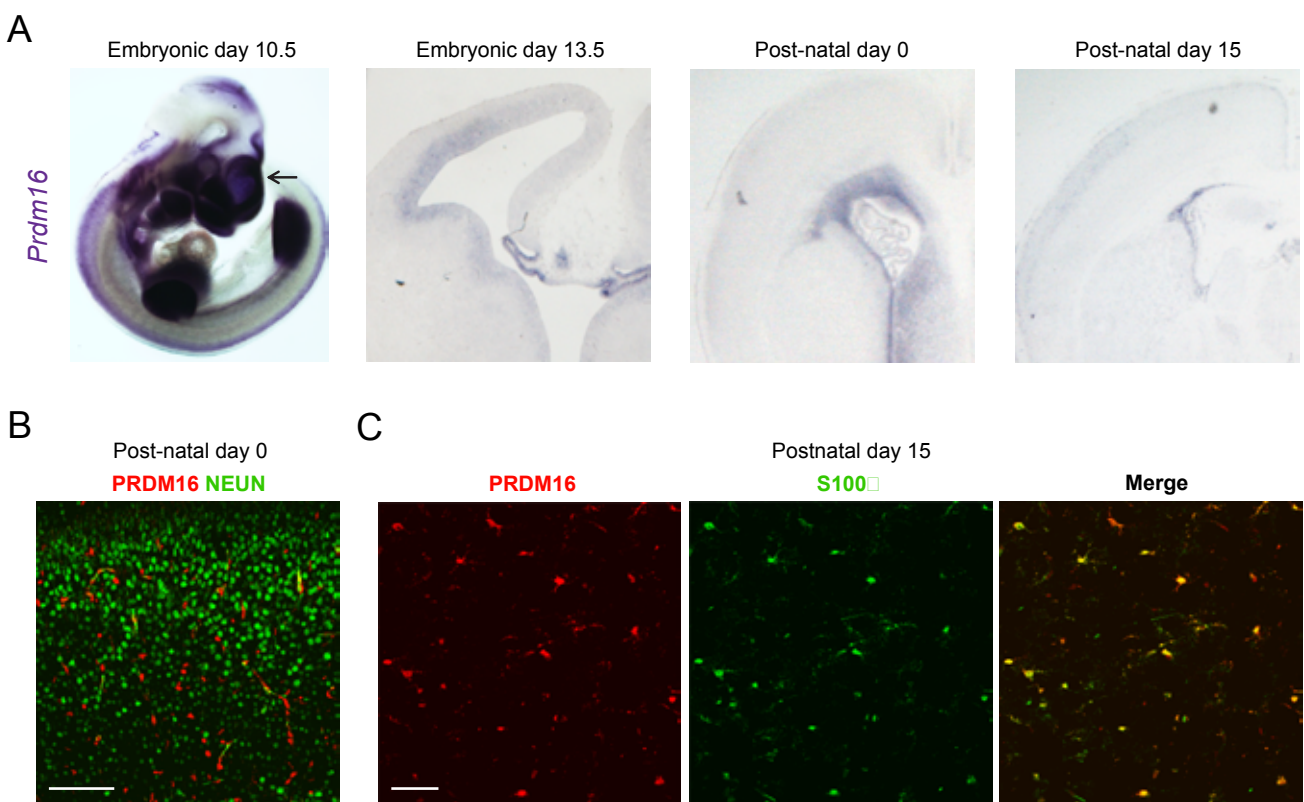 A
Embryonic day 10.5
Embryonic day 13.5
Post-natal day 0
Post-natal day 15
Prdm16
B
C
Post-natal day 0
Postnatal day 15
PRDM16 NEUN
PRDM16
S100□
Merge